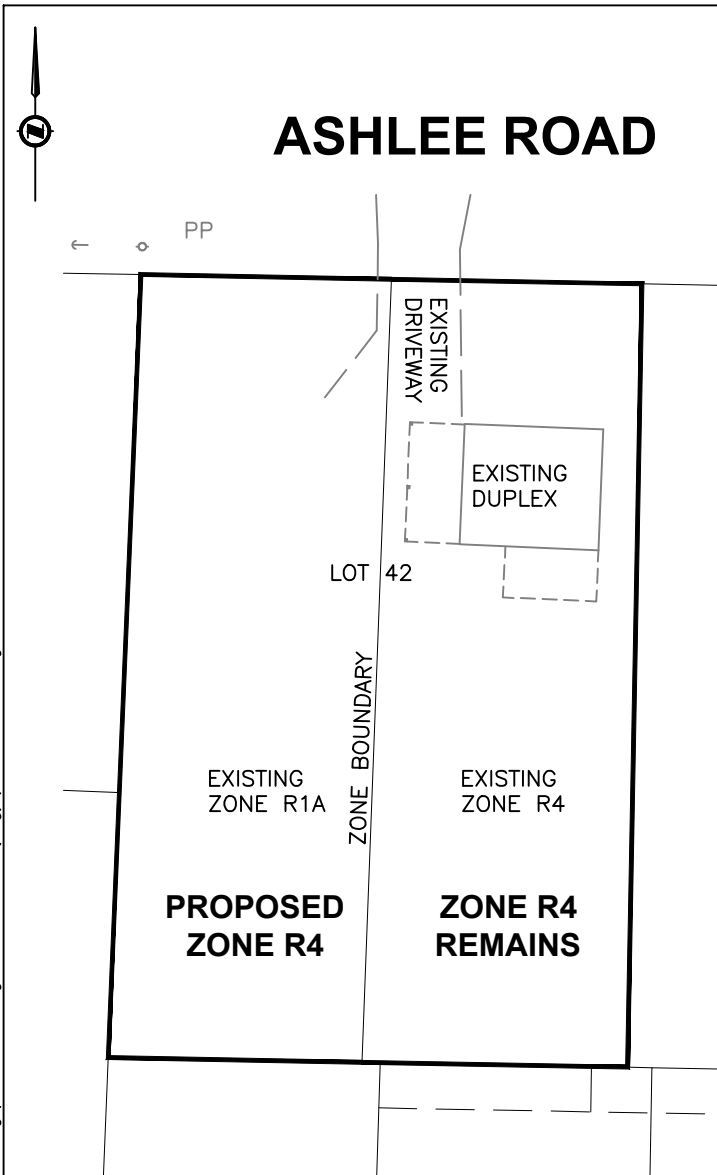 ASHLEE ROAD
PP
EXISTING
DRIVEWAY
EXISTING
DUPLEX
LOT 42
ZONE BOUNDARY
EXISTING
ZONE R1A
EXISTING
ZONE R4
PROPOSED
ZONE R4
ZONE R4
REMAINS